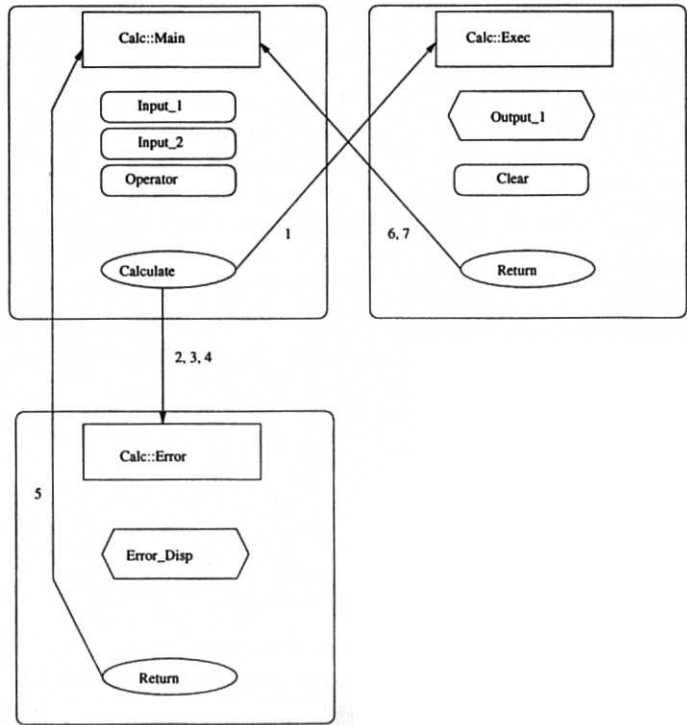 Calc::Main
Input_1
Input_2
Operator
Calculate
Calc::Exec
Output_1
Clear
Return
1
6, 7
2, 3, 4
Calc::Error
Error_Disp
Return
5